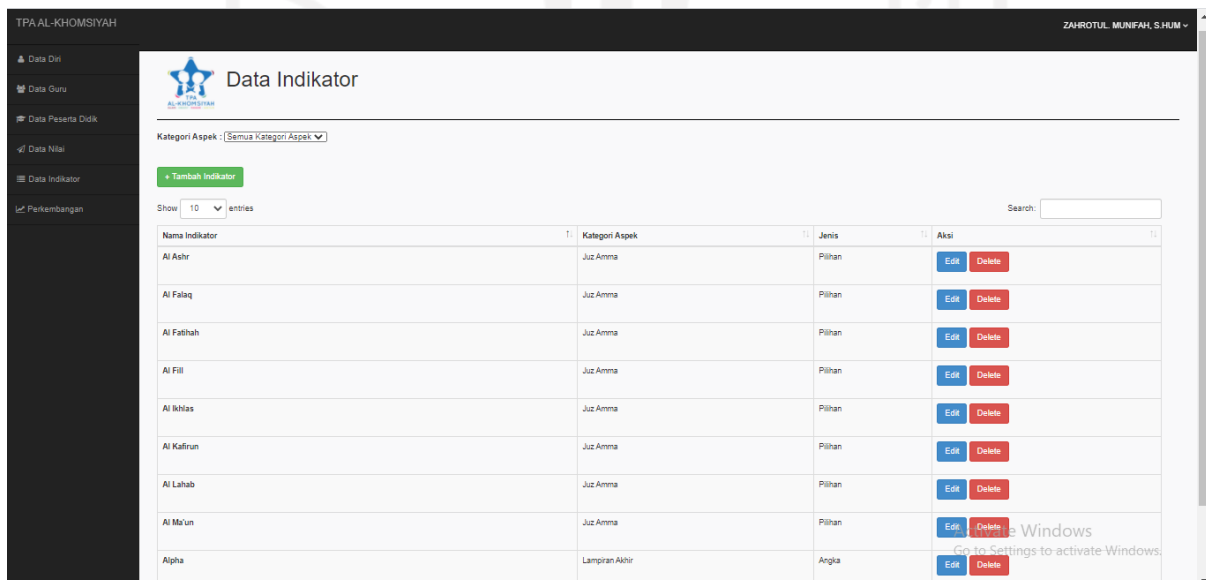 TPA AL-KHOMSIYAH
ZAHROTUL. MUNIFAH, S.HUM
Data Diri
Data Guru
Data Peserta Didik
Data Nilai
Data Indikator
Perkembangan
TPA
AL-KHOMSIYAH
Data Indikator
Kategori Aspek : Semua Kategori Aspek
+ Tambah Indikator
Show 10 entries
Search:
Nama Indikator Kategori Aspek Jenis Aksi
Al Ashr Juz Amma Pilihan Edit Delete
Al Falaq Juz Amma Pilihan Edit Delete
Al Fatihah Juz Amma Pilihan Edit Delete
Al Fill Juz Amma Pilihan Edit Delete
Al Ikhlas Juz Amma Pilihan Edit Delete
Al Kafirun Juz Amma Pilihan Edit Delete
Al Lahab Juz Amma Pilihan Edit Delete
Al Ma'un Juz Amma Pilihan Edit Delete
Alpha Lampiran Akhir Angka Edit Delete
Activate Windows
Go to Settings to activate Windows.